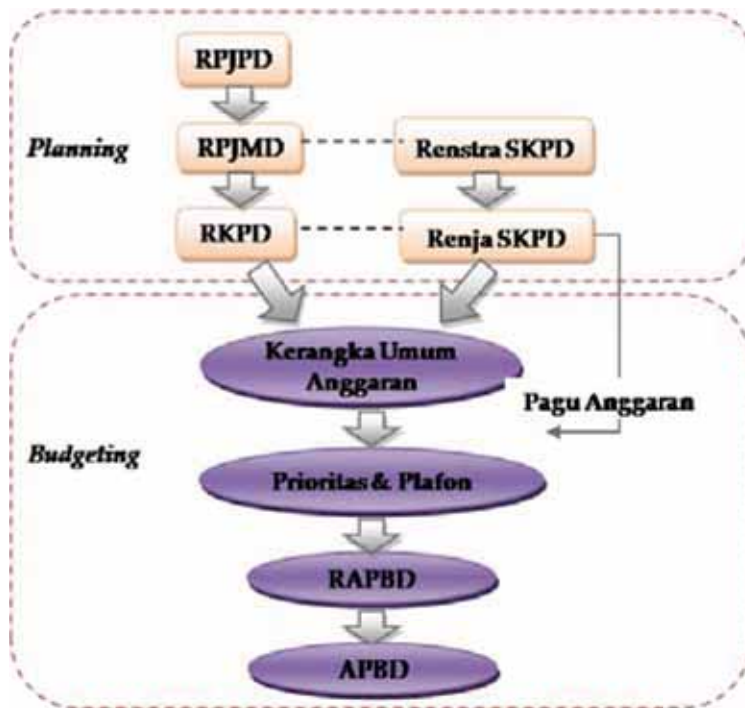 RPJPD
Planning
RPJMD
Renstra SKPD
RKPD
Renja SKPD
Kerangka Umum
Anggaran
Pagu Anggaran
Budgeting
Prioritas & Plafon
RAPBD
APBD